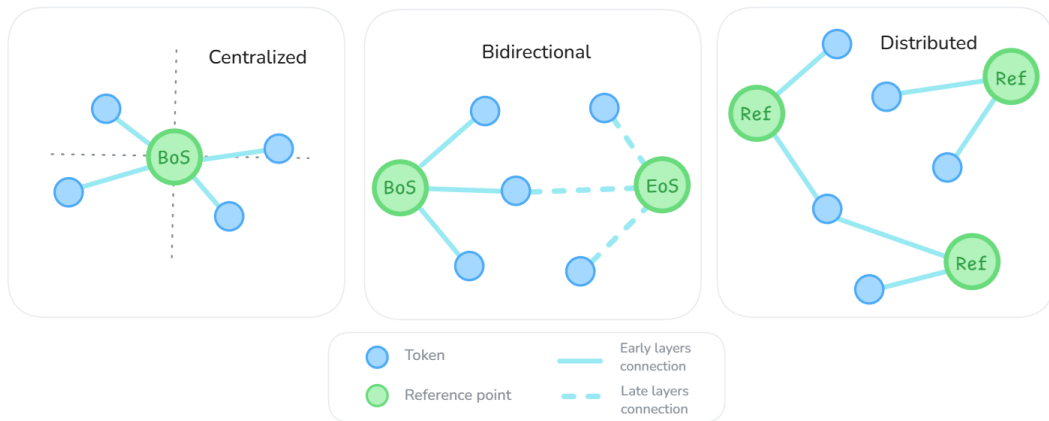 Centralized
BoS
Bidirectional
BoS
EoS
Distributed
Ref
Ref
Ref
Token
Reference point
Early layers
connection
Late layers
connection